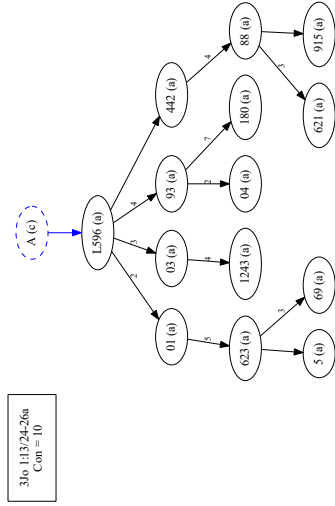 3Jo 1:13/24-26a
Con = 10
A (c)
L596 (a)
2 3 4
01 (a) 03 (a) 93 (a) 442 (a)
5 4 2 7 4
623 (a) 1243 (a) 04 (a) 180 (a) 88 (a)
3 3
5 (a) 69 (a) 621 (a) 915 (a)